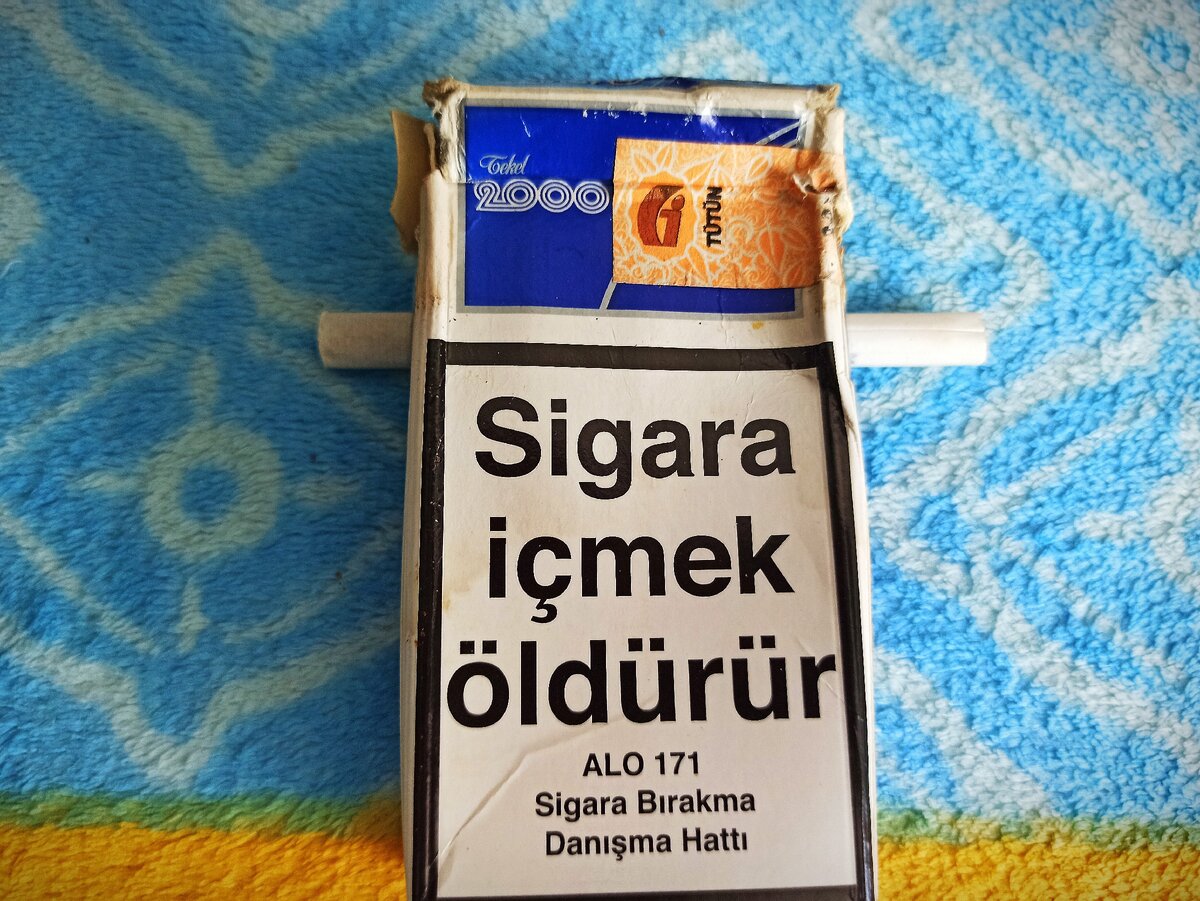 Tekel
2000
TÜTÜN
Sigara
içmek
öldürür
ALO 171
Sigara Bırakma
Danışma Hattı